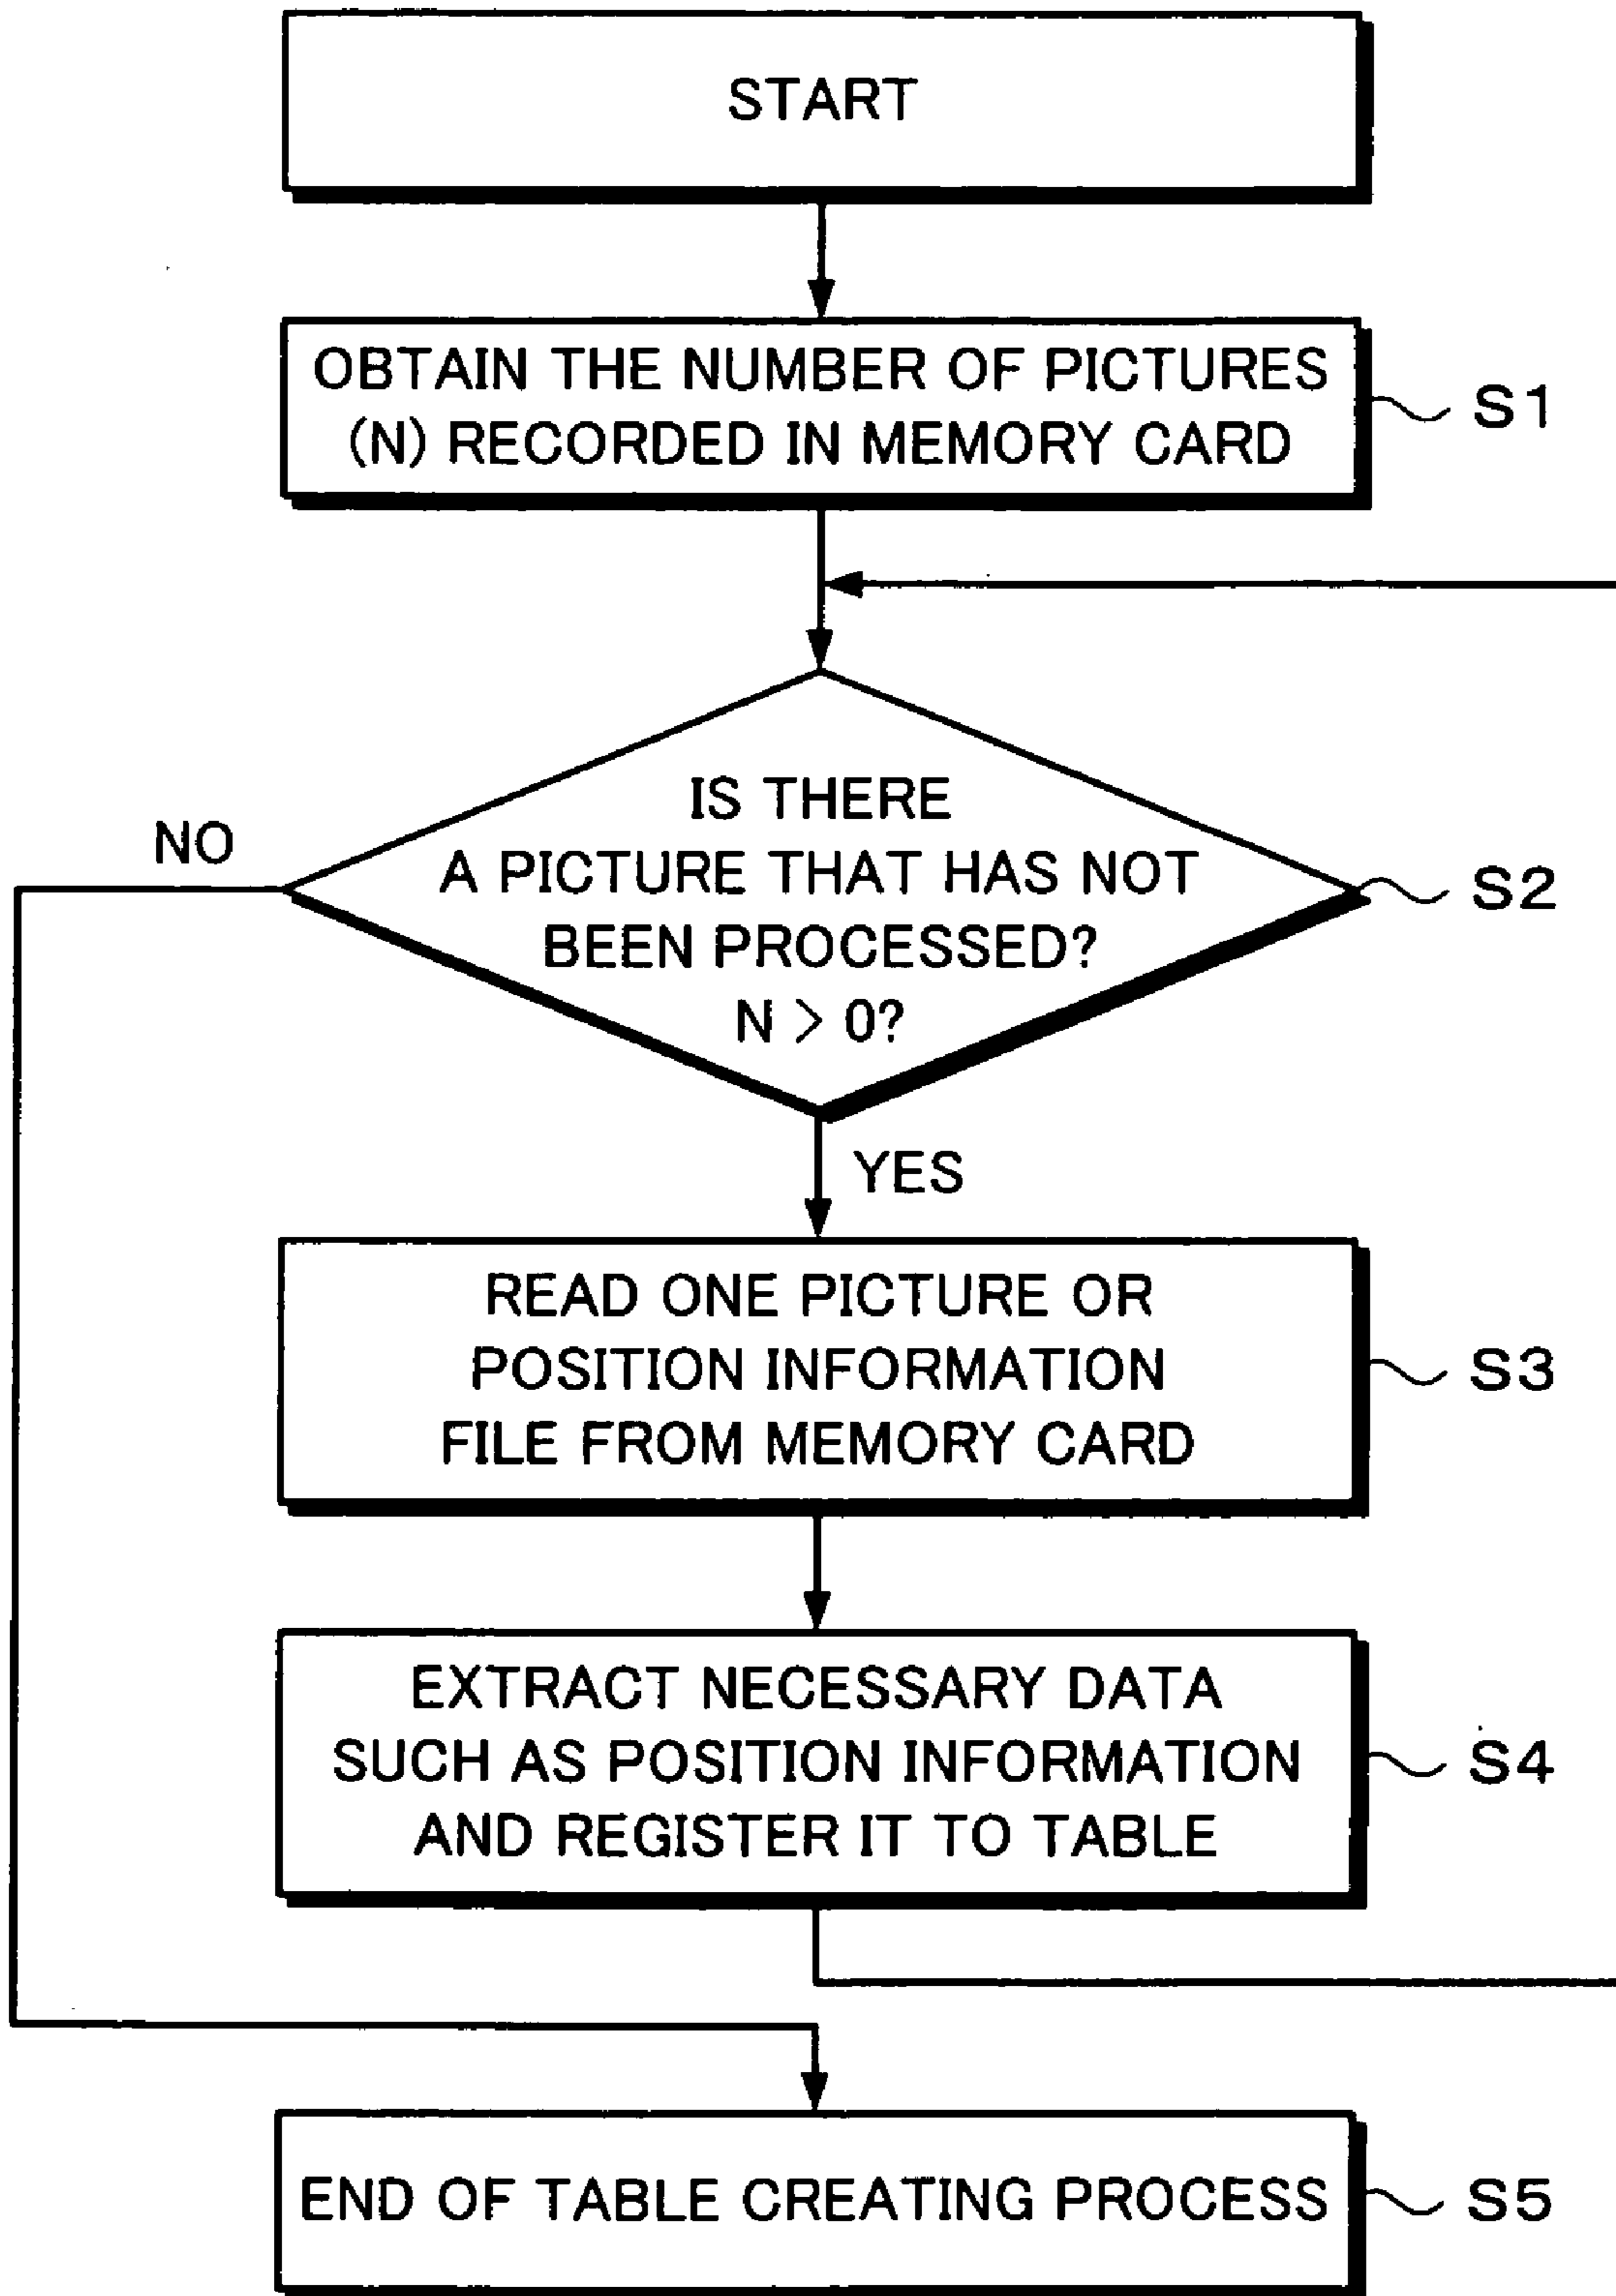 START
OBTAIN THE NUMBER OF PICTURES
(N) RECORDED IN MEMORY CARD
S1
IS THERE
A PICTURE THAT HAS NOT
BEEN PROCESSED?
N > 0?
NO
S2
YES
READ ONE PICTURE OR
POSITION INFORMATION
FILE FROM MEMORY CARD
S3
EXTRACT NECESSARY DATA
SUCH AS POSITION INFORMATION
AND REGISTER IT TO TABLE
S4
END OF TABLE CREATING PROCESS
S5